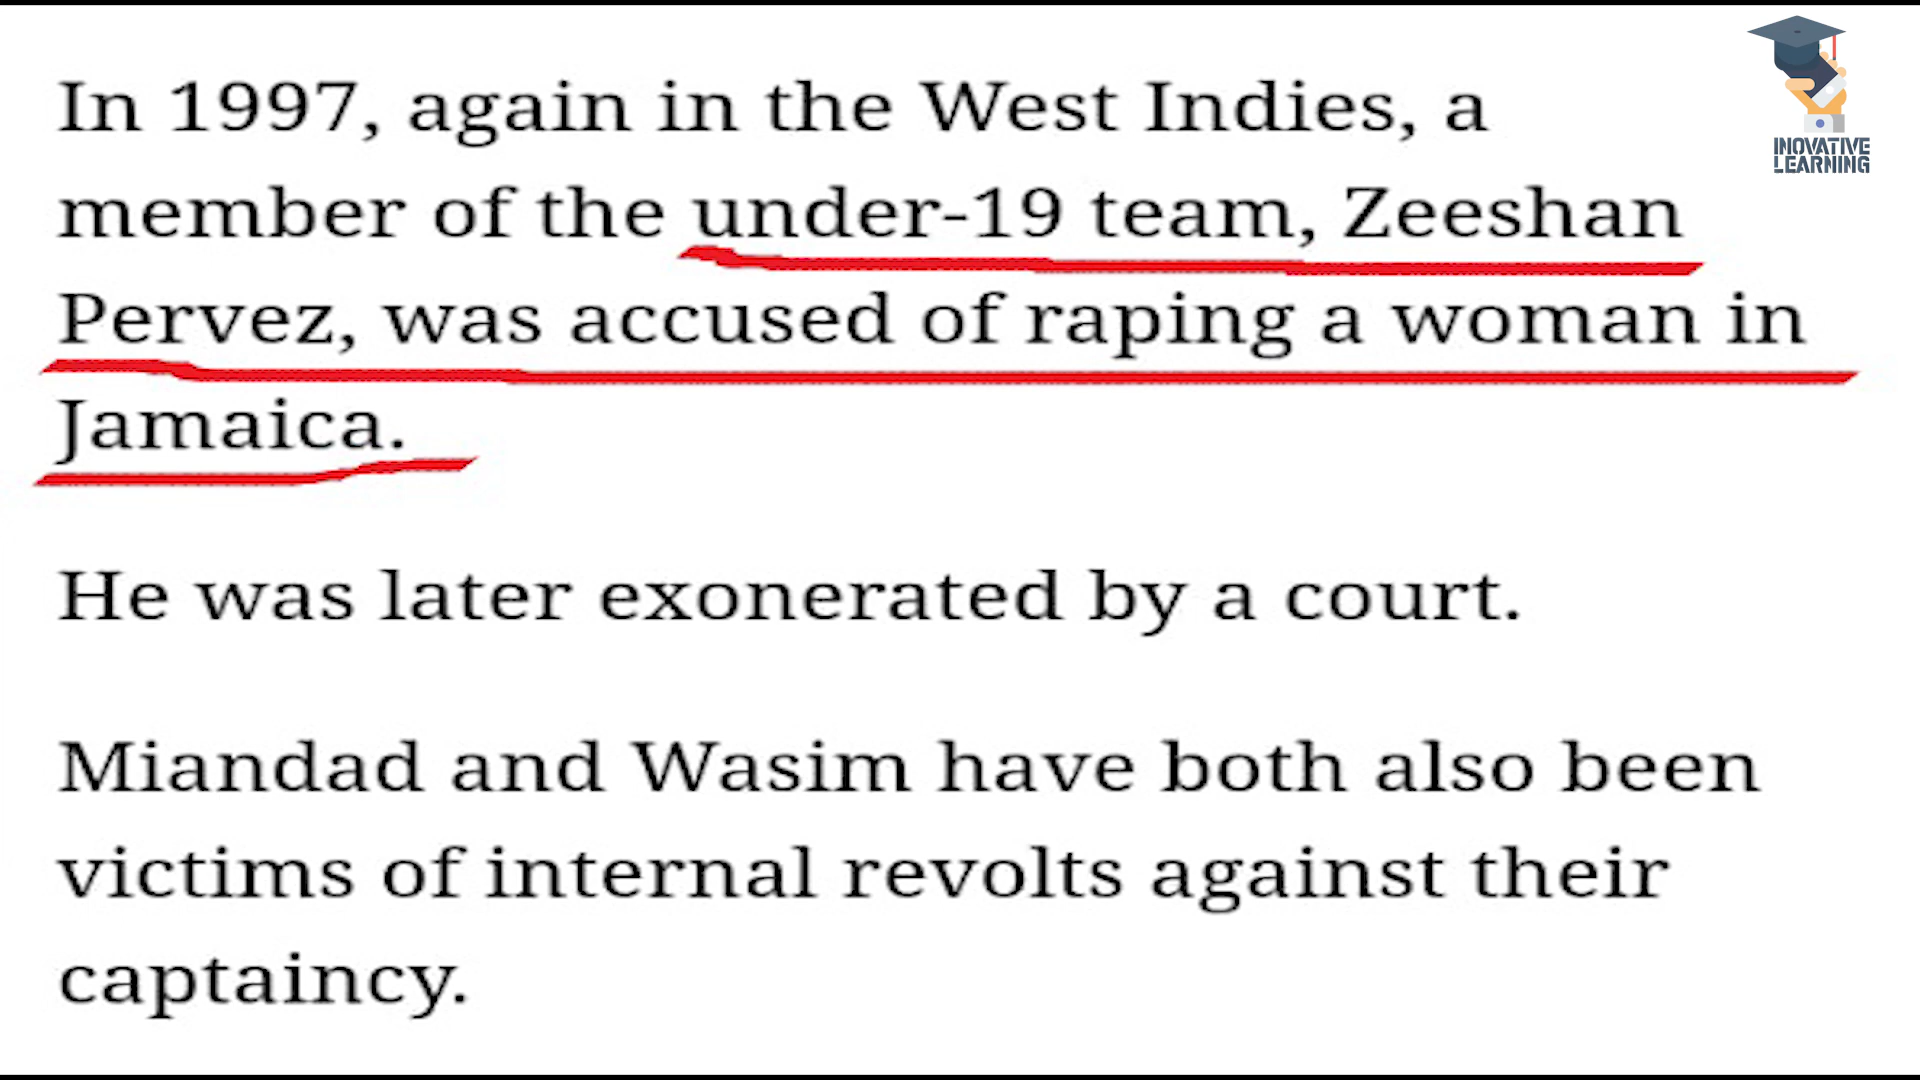 In 1997, again in the West Indies, a
member of the under-19 team, Zeeshan
Pervez, was accused of raping a woman in
Jamaica.
He was later exonerated by a court.
Miandad and Wasim have both also been
victims of internal revolts against their
captaincy.
INOVATIVE
LEARNING